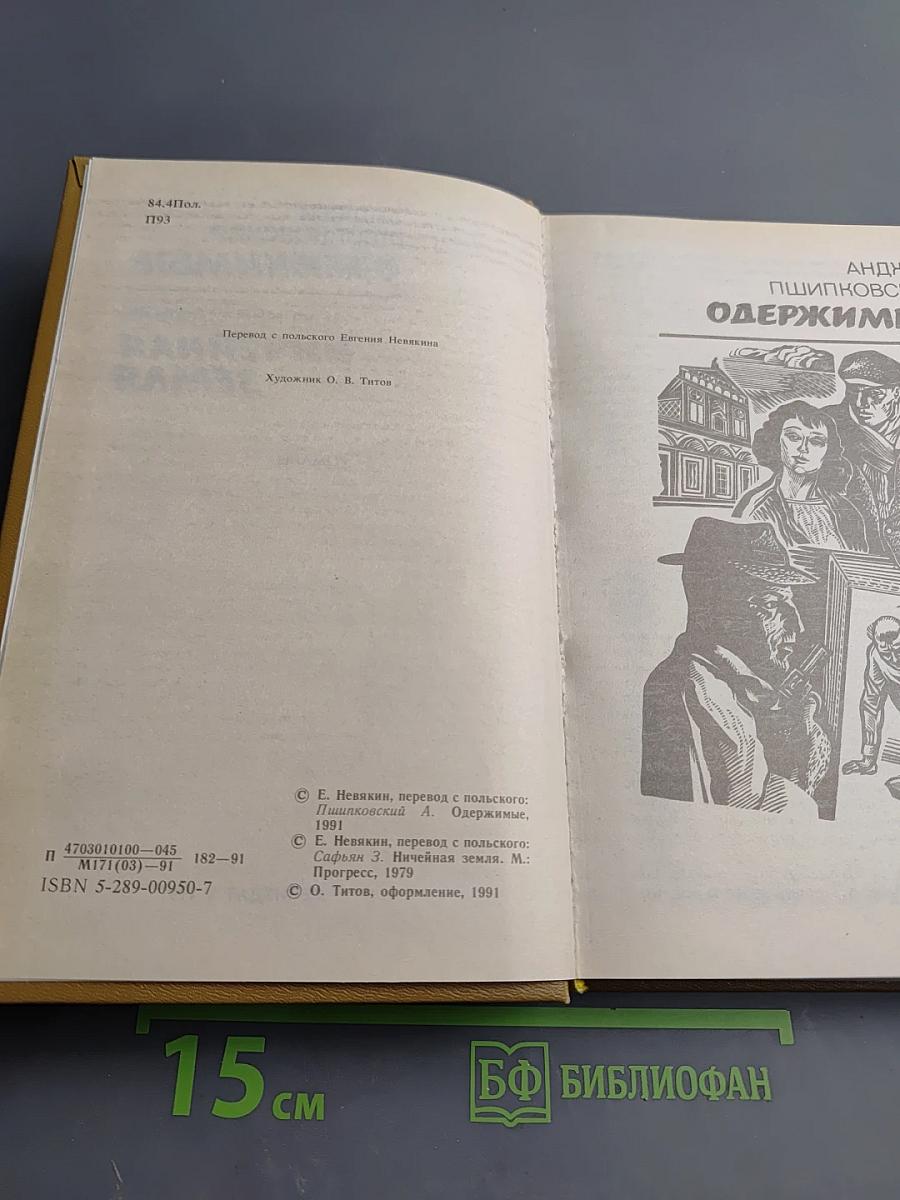 84.4Пол.
П93
Перевод с польского Евгения Невякина
Художник О. В. Титов
© Е. Невякин, перевод с польского:
Пшипковский А. Одержимые,
1991
© Е. Невякин, перевод с польского:
Сафьян З. Ничейная земля. М.:
Прогресс, 1979
© О. Титов, оформление, 1991
П 4703010100—045
М171(03)—91 182—91
ISBN 5-289-00950-7
АНДЖ
ПШИПКОВС
ОДЕРЖИМЫ
15 см
БФ БИБЛИОФАН